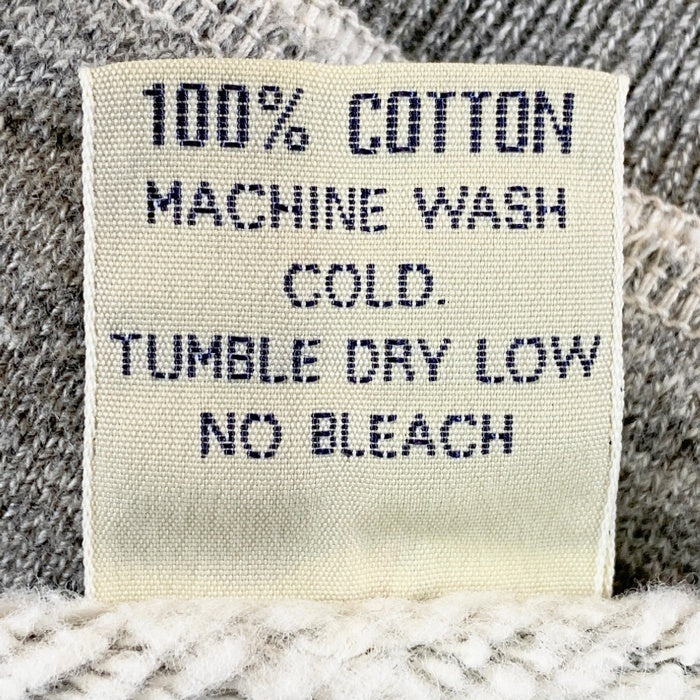 100% COTTON
MACHINE WASH
COLD.
TUMBLE DRY LOW
NO BLEACH